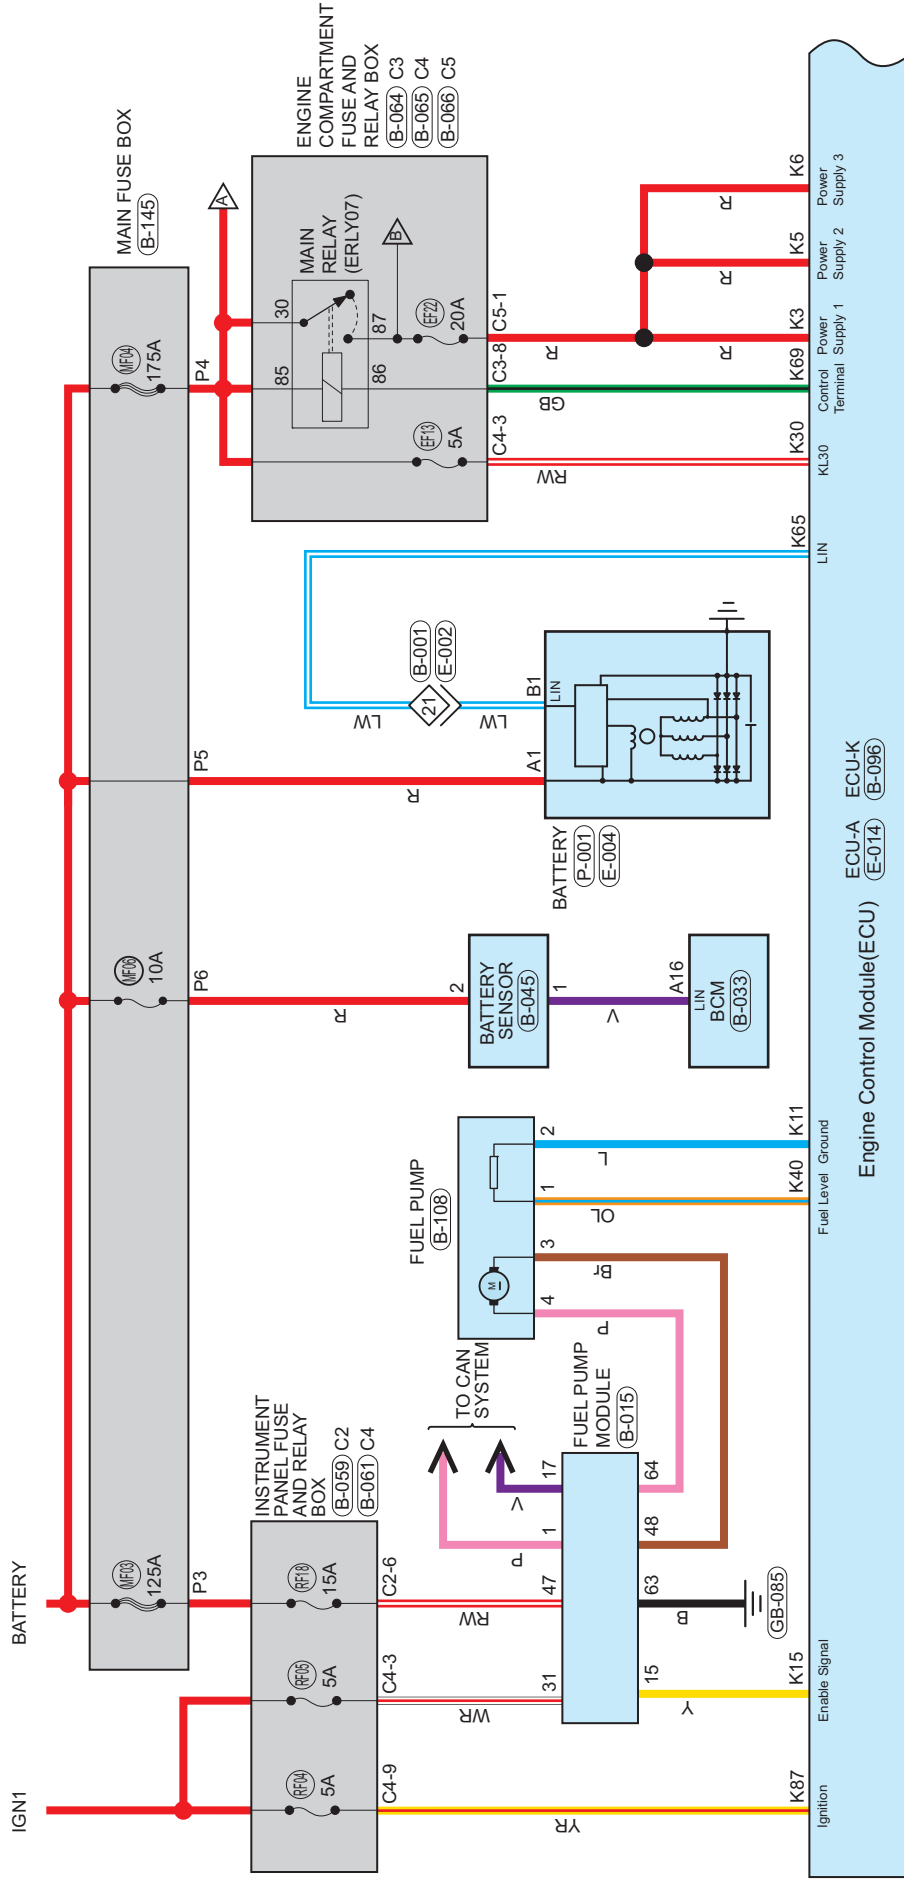 IGN1
BATTERY
MAIN FUSE BOX
B-145
MF03
125A
MF06
10A
MF04
175A
P3
P6
P5
P4
A
INSTRUMENT
PANEL FUSE
AND RELAY
BOX
B-059 C2
B-061 C4
RF04
5A
RF05
5A
RF18
15A
C4-9
C4-3
C2-6
ENGINE
COMPARTMENT
FUSE AND
RELAY BOX
B-064 C3
B-065 C4
B-066 C5
MAIN
RELAY
(ERLY07)
30
85
86
87
B
EF13
5A
EF22
20A
C4-3
C3-8
C5-1
YR
WR
RW
P
V
TO CAN
SYSTEM
31
47
1
17
FUEL PUMP
MODULE
B-015
15
63
48
64
Y
B
GB-085
FUEL PUMP
B-108
M
4
3
1
2
P
Br
OL
L
R
2
BATTERY
SENSOR
B-045
1
V
A16
LIN
BCM
B-033
R
LW
21
B-001
E-002
LW
A1
B1
LIN
BATTERY
P-001
E-004
RW
GB
R
R
R
R
K87
K15
K40
K11
K65
K30
K69
K3
K5
K6
Ignition
Enable Signal
Fuel Level
Ground
LIN
KL30
Control
Terminal
Power
Supply 1
Power
Supply 2
Power
Supply 3
Engine Control Module(ECU)
ECU-A
E-014
ECU-K
B-096